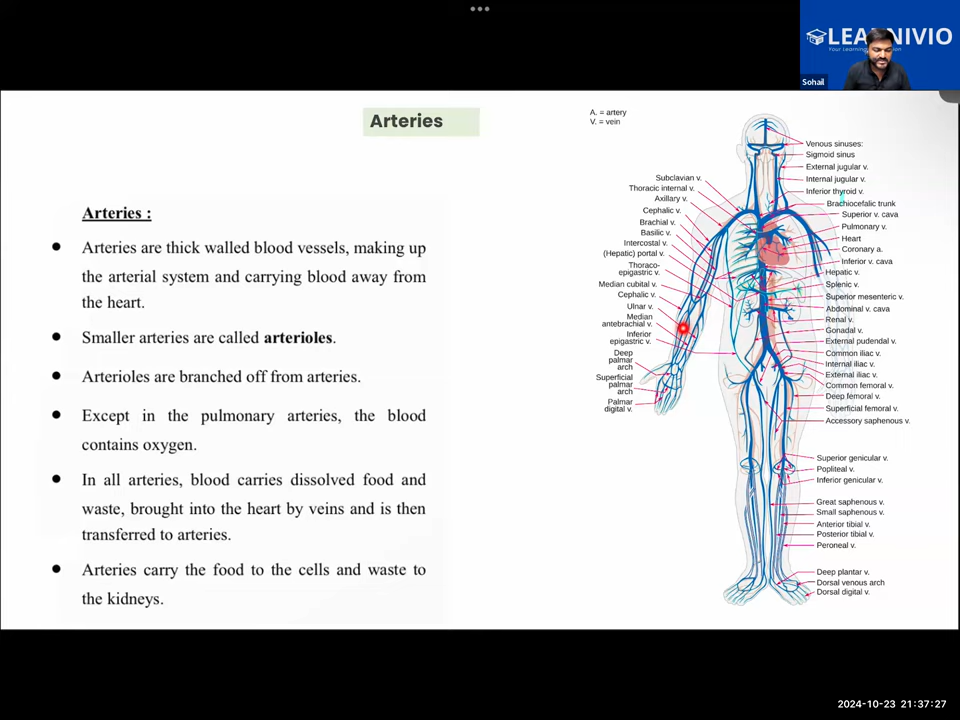 LEARNIVIO
Sohail
Arteries
A. = artery
V. = vein
Arteries :
Arteries are thick walled blood vessels, making up
the arterial system and carrying blood away from
the heart.
Smaller arteries are called arterioles.
Arterioles are branched off from arteries.
Except in the pulmonary arteries, the blood
contains oxygen.
In all arteries, blood carries dissolved food and
waste, brought into the heart by veins and is then
transferred to arteries.
Arteries carry the food to the cells and waste to
the kidneys.
Subclavian v.
Thoracic internal v.
Axillary v.
Cephalic v.
Brachial v.
Basilic v.
Intercostal v.
(Hepatic) portal v.
Thoraco-
epigastric v.
Median cubital v.
Cephalic v.
Ulnar v.
Median
antebrachial v.
Inferior
epigastric v.
Deep
palmar
arch
Superficial
palmar
arch
Palmar
digital v.
Venous sinuses:
Sigmoid sinus
External jugular v.
Internal jugular v.
Inferior thyroid v.
Brachiocefalic trunk
Superior v. cava
Pulmonary v.
Heart
Coronary a.
Inferior v. cava
Hepatic v.
Splenic v.
Superior mesenteric v.
Abdominal v. cava
Renal v.
Gonadal v.
External pudendal v.
Common iliac v.
Internal iliac v.
External iliac v.
Common femoral v.
Deep femoral v.
Superficial femoral v.
Accessory saphenous v.
Superior genicular v.
Popliteal v.
Inferior genicular v.
Great saphenous v.
Small saphenous v.
Anterior tibial v.
Posterior tibial v.
Peroneal v.
Deep plantar v.
Dorsal venous arch
Dorsal digital v.
2024-10-23 21:37:27